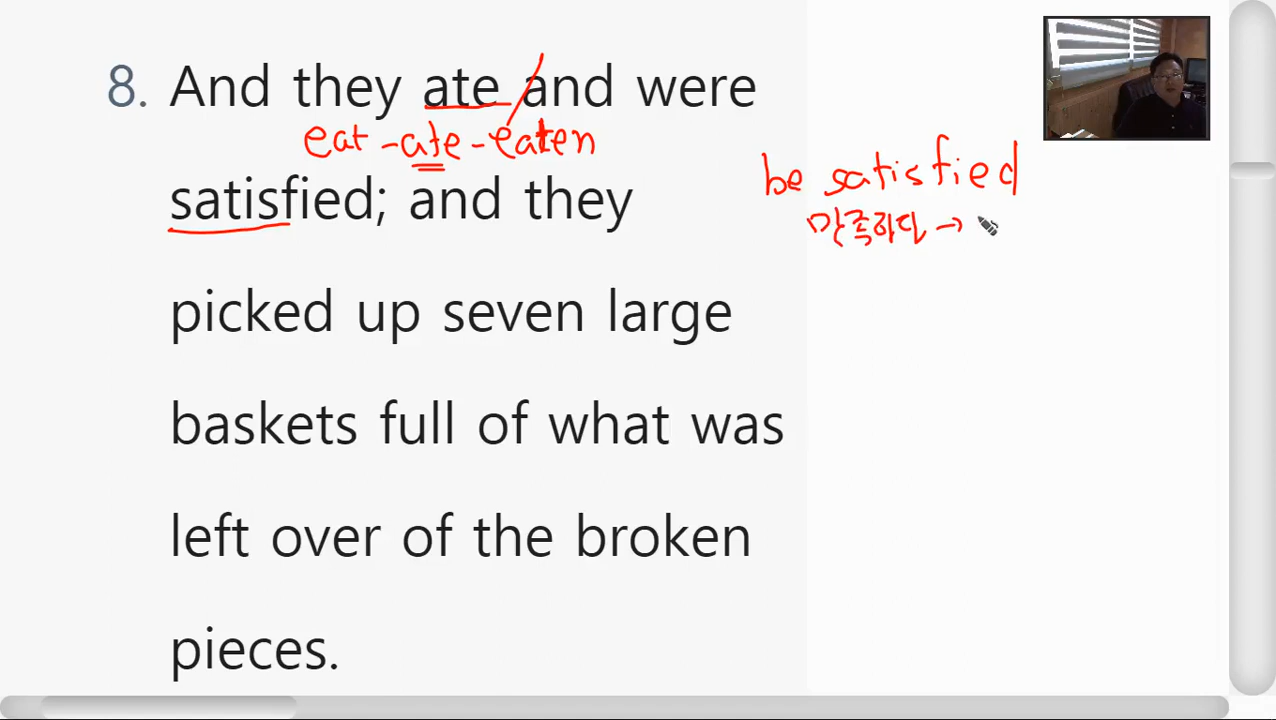 8. And they ate and were
eat - ate - eaten
be satisfied
satisfied; and they
만족하다 →
picked up seven large
baskets full of what was
left over of the broken
pieces.